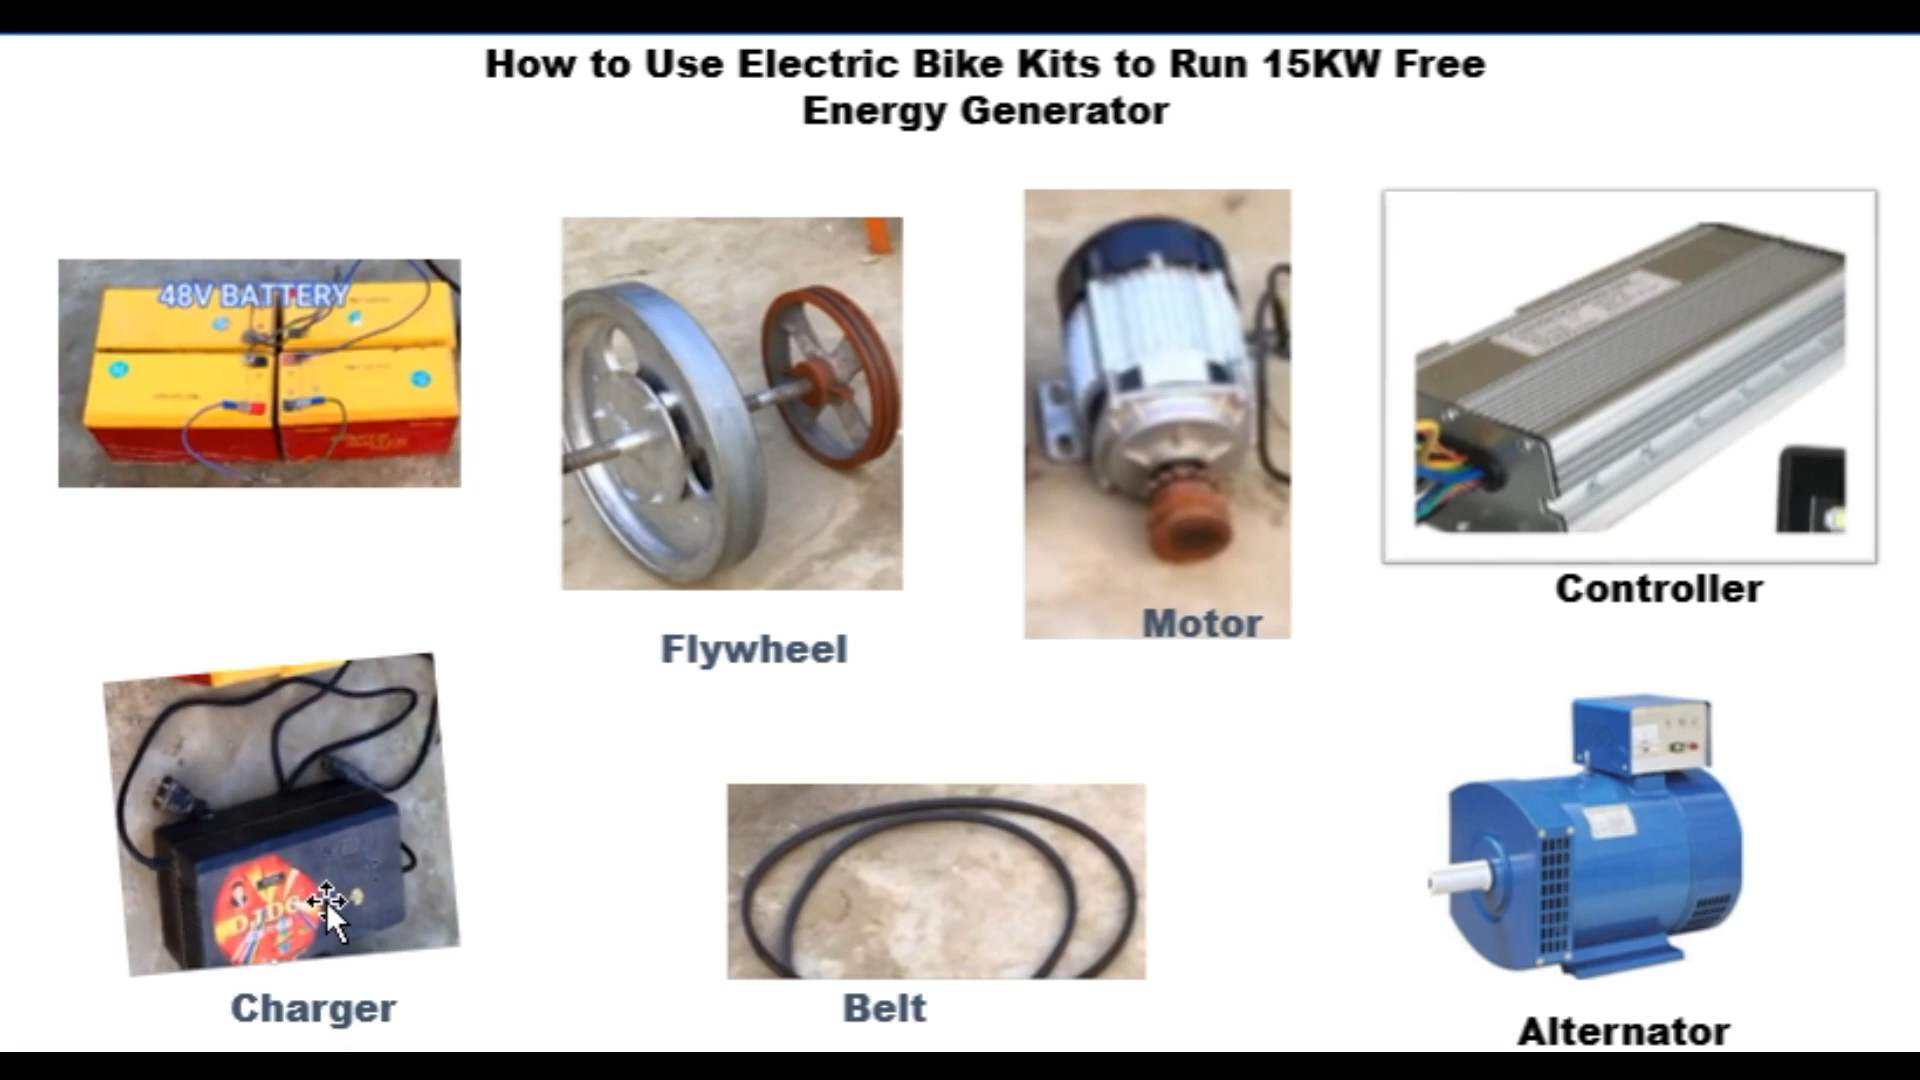 How to Use Electric Bike Kits to Run 15KW Free
Energy Generator
48V BATTERY
Controller
Motor
Flywheel
OJDC
Charger
Belt
Alternator